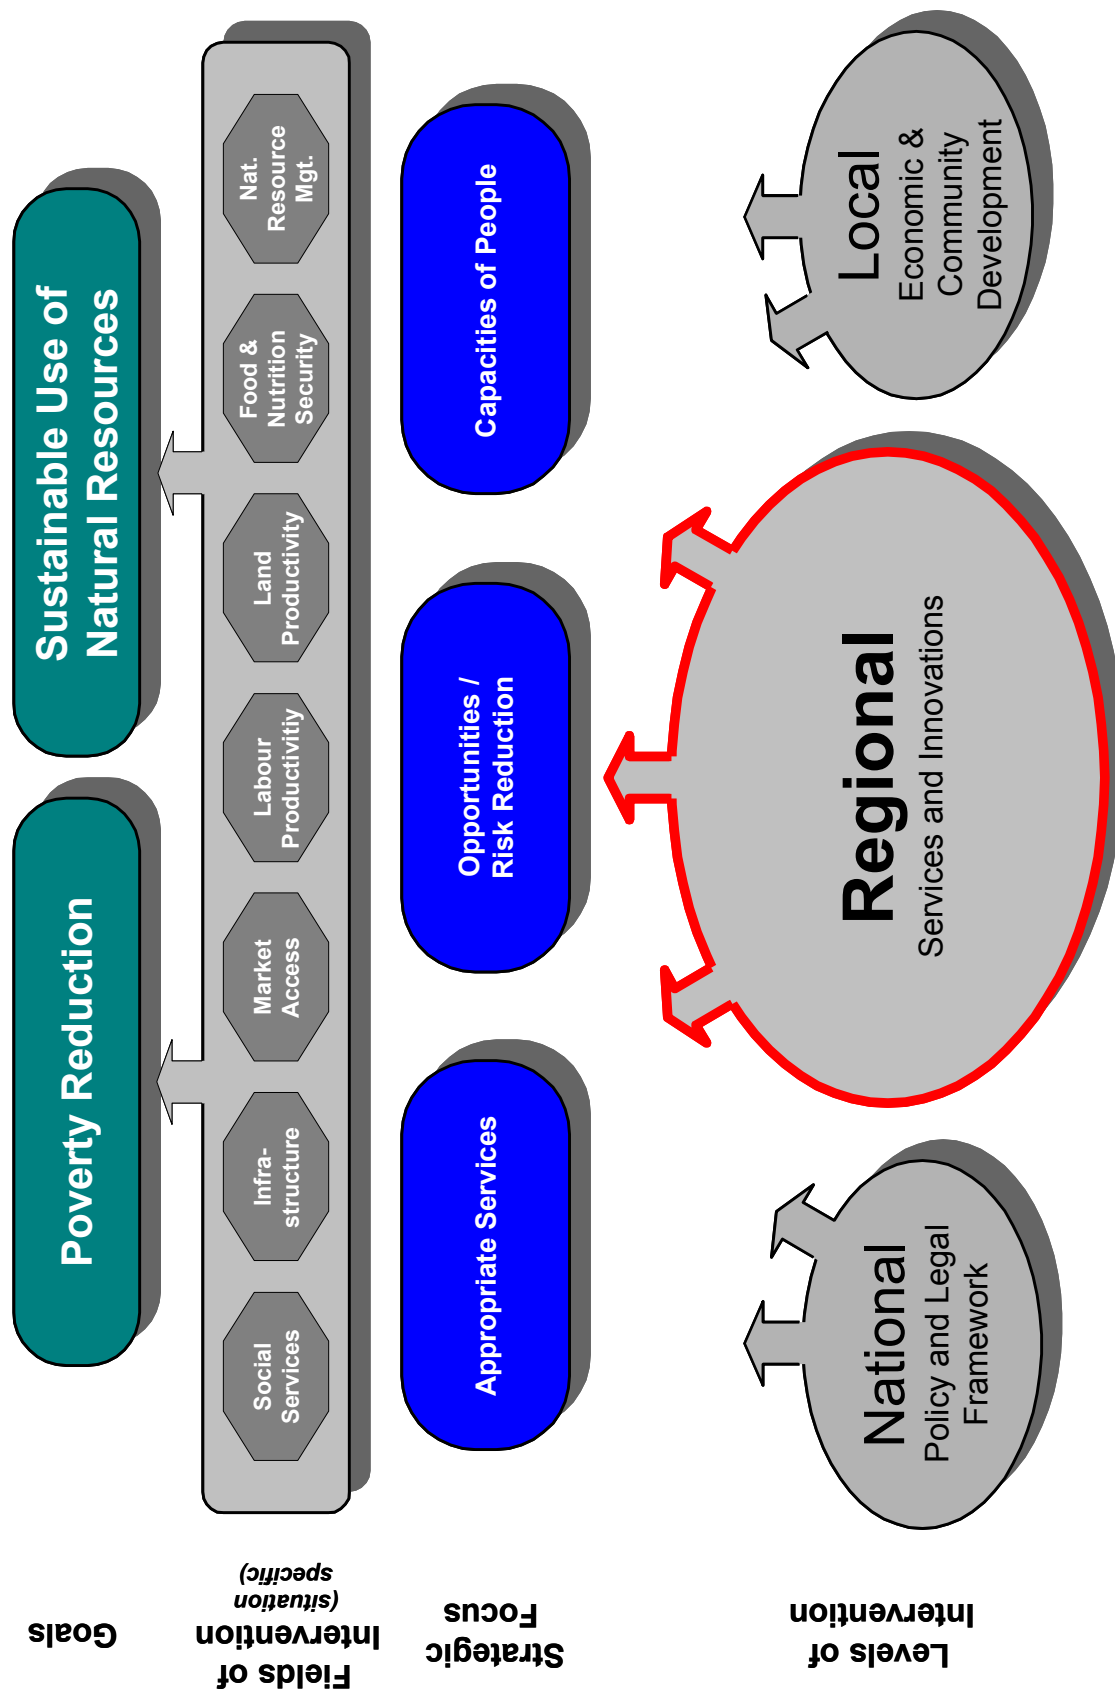 Goals
Poverty Reduction
Sustainable Use of
Natural Resources
Fields of
Intervention
(situation
specific)
Social
Services
Infra-
structure
Market
Access
Labour
Productivitiy
Land
Productivity
Food &
Nutrition
Security
Nat.
Resource
Mgt.
Strategic
Focus
Appropriate Services
Opportunities /
Risk Reduction
Capacities of People
Levels of
Intervention
National
Policy and Legal
Framework
Regional
Services and Innovations
Local
Economic &
Community
Development